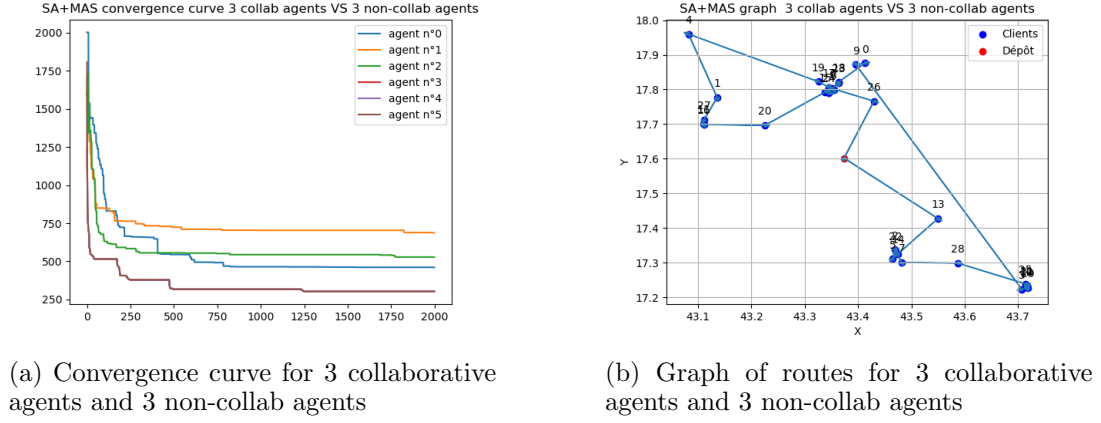 SA+MAS convergence curve 3 collab agents VS 3 non-collab agents
2000
1750
1500
1250
1000
750
500
250
0
250
500
750
1000
1250
1500
1750
2000
agent n°0
agent n°1
agent n°2
agent n°3
agent n°4
agent n°5
SA+MAS graph 3 collab agents VS 3 non-collab agents
18.0
17.9
17.8
17.7
17.6
17.5
17.4
17.3
17.2
Y
43.1
43.2
43.3
43.4
43.5
43.6
43.7
X
Clients
Dépôt
4
9
0
19
1
26
20
13
28
(a) Convergence curve for 3 collaborative
agents and 3 non-collab agents
(b) Graph of routes for 3 collaborative
agents and 3 non-collab agents